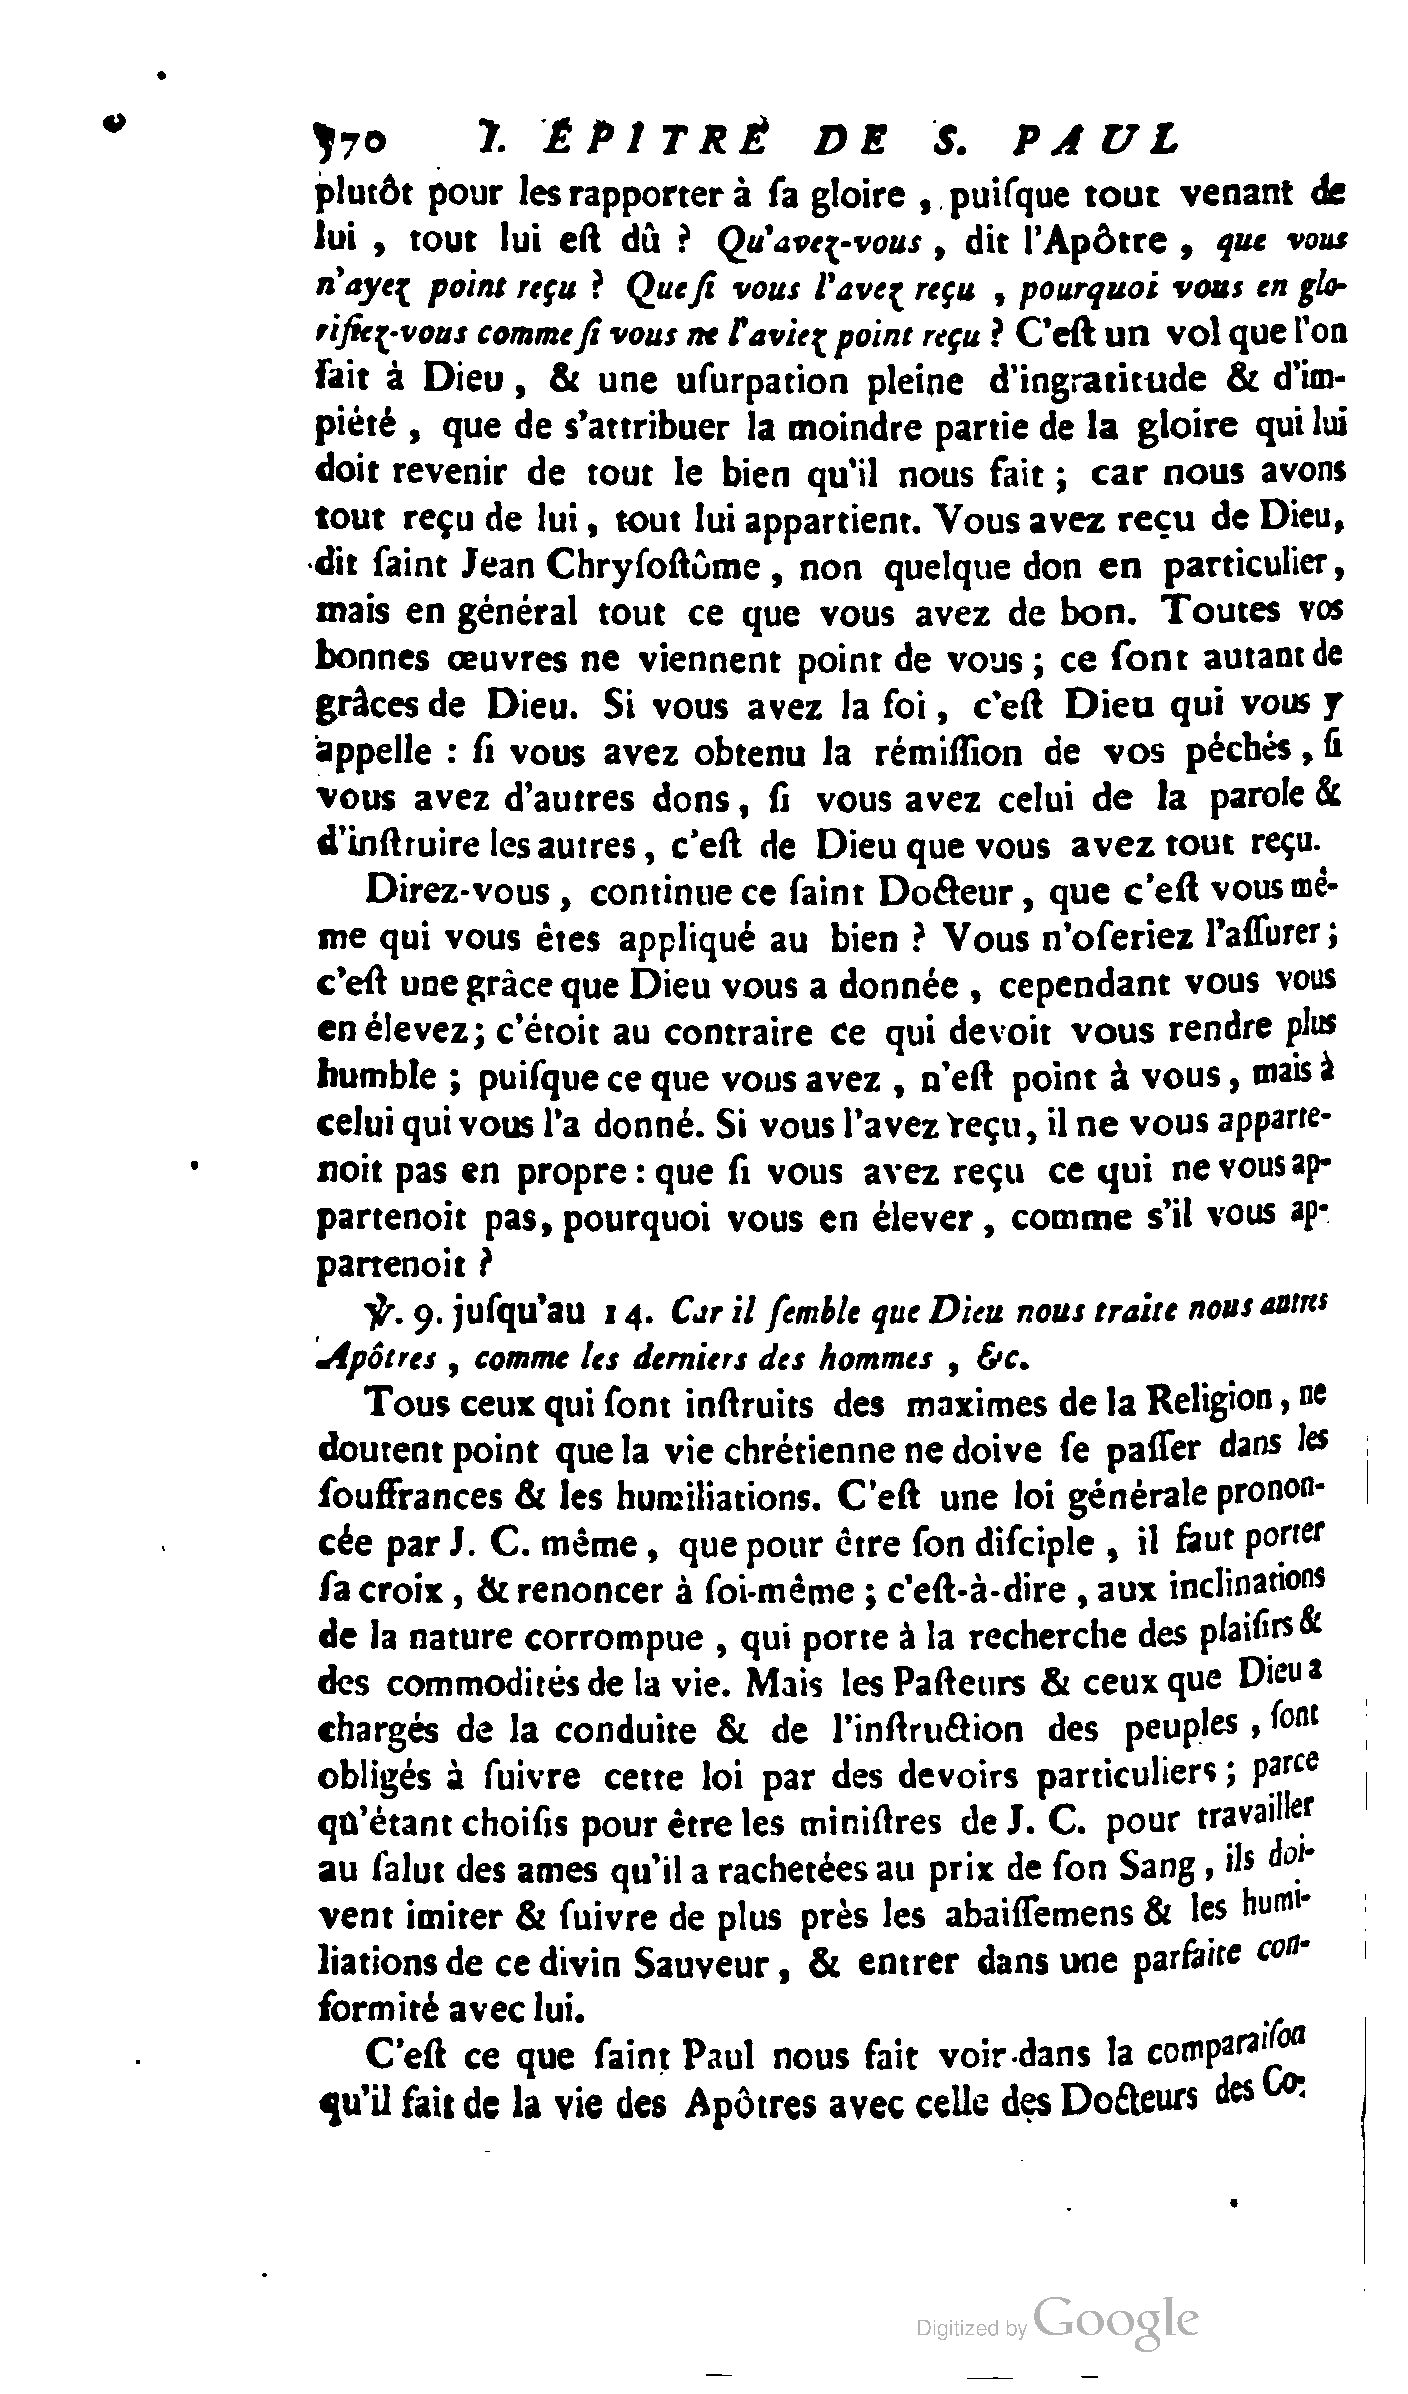 570 I. ÉPITRE DE S. PAUL
plutôt pour les rapporter à ſa gloire , puiſque tout venant de
lui , tout lui eſt dû ? Qu'avez-vous , dit l'Apôtre , que vous
n'ayez point reçu ? Que ſi vous l'avez reçu , pourquoi vous en glo-
rifiez-vous comme ſi vous ne l'aviez point reçu ? C'eſt un vol que l'on
fait à Dieu , & une uſurpation pleine d'ingratitude & d'im-
piété , que de s'attribuer la moindre partie de la gloire qui lui
doit revenir de tout le bien qu'il nous fait ; car nous avons
tout reçu de lui , tout lui appartient. Vous avez reçu de Dieu,
dit ſaint Jean Chryſoſtûme , non quelque don en particulier,
mais en général tout ce que vous avez de bon. Toutes vos
bonnes œuvres ne viennent point de vous ; ce ſont autant de
grâces de Dieu. Si vous avez la foi , c'eſt Dieu qui vous y
appelle : ſi vous avez obtenu la rémiſſion de vos péchés , ſi
vous avez d'autres dons , ſi vous avez celui de la parole &
d'inſtruire les autres , c'eſt de Dieu que vous avez tout reçu.
Direz-vous , continue ce ſaint Docteur , que c'eſt vous mê-
me qui vous êtes appliqué au bien ? Vous n'oſeriez l'aſſurer ;
c'eſt une grâce que Dieu vous a donnée , cependant vous vous
en élevez ; c'étoit au contraire ce qui devoit vous rendre plus
humble ; puiſque ce que vous avez , n'eſt point à vous , mais à
celui qui vous l'a donné. Si vous l'avez reçu, il ne vous apparte-
noit pas en propre : que ſi vous avez reçu ce qui ne vous ap-
partenoit pas, pourquoi vous en élever , comme s'il vous ap-
partenoit ?
℣. 9. juſqu'au 14. Car il ſemble que Dieu nous traite nous autres
Apôtres , comme les derniers des hommes , &c.
Tous ceux qui ſont inſtruits des maximes de la Religion , ne
doutent point que la vie chrétienne ne doive ſe paſſer dans les
ſouffrances & les humiliations. C'eſt une loi générale pronon-
cée par J. C. même , que pour être ſon diſciple , il faut porter
ſa croix , & renoncer à ſoi-même ; c'eſt-à-dire , aux inclinations
de la nature corrompue , qui porte à la recherche des plaiſirs &
des commodités de la vie. Mais les Paſteurs & ceux que Dieu a
chargés de la conduite & de l'inſtruction des peuples , ſont
obligés à ſuivre cette loi par des devoirs particuliers ; parce
qu'étant choiſis pour être les miniſtres de J. C. pour travailler
au ſalut des ames qu'il a rachetées au prix de ſon Sang , ils doi-
vent imiter & ſuivre de plus près les abaiſſemens & les humi-
liations de ce divin Sauveur , & entrer dans une parfaite con-
formité avec lui.
C'eſt ce que ſaint Paul nous fait voir dans la comparaiſon
qu'il fait de la vie des Apôtres avec celle des Docteurs des Co-
Digitized by Google